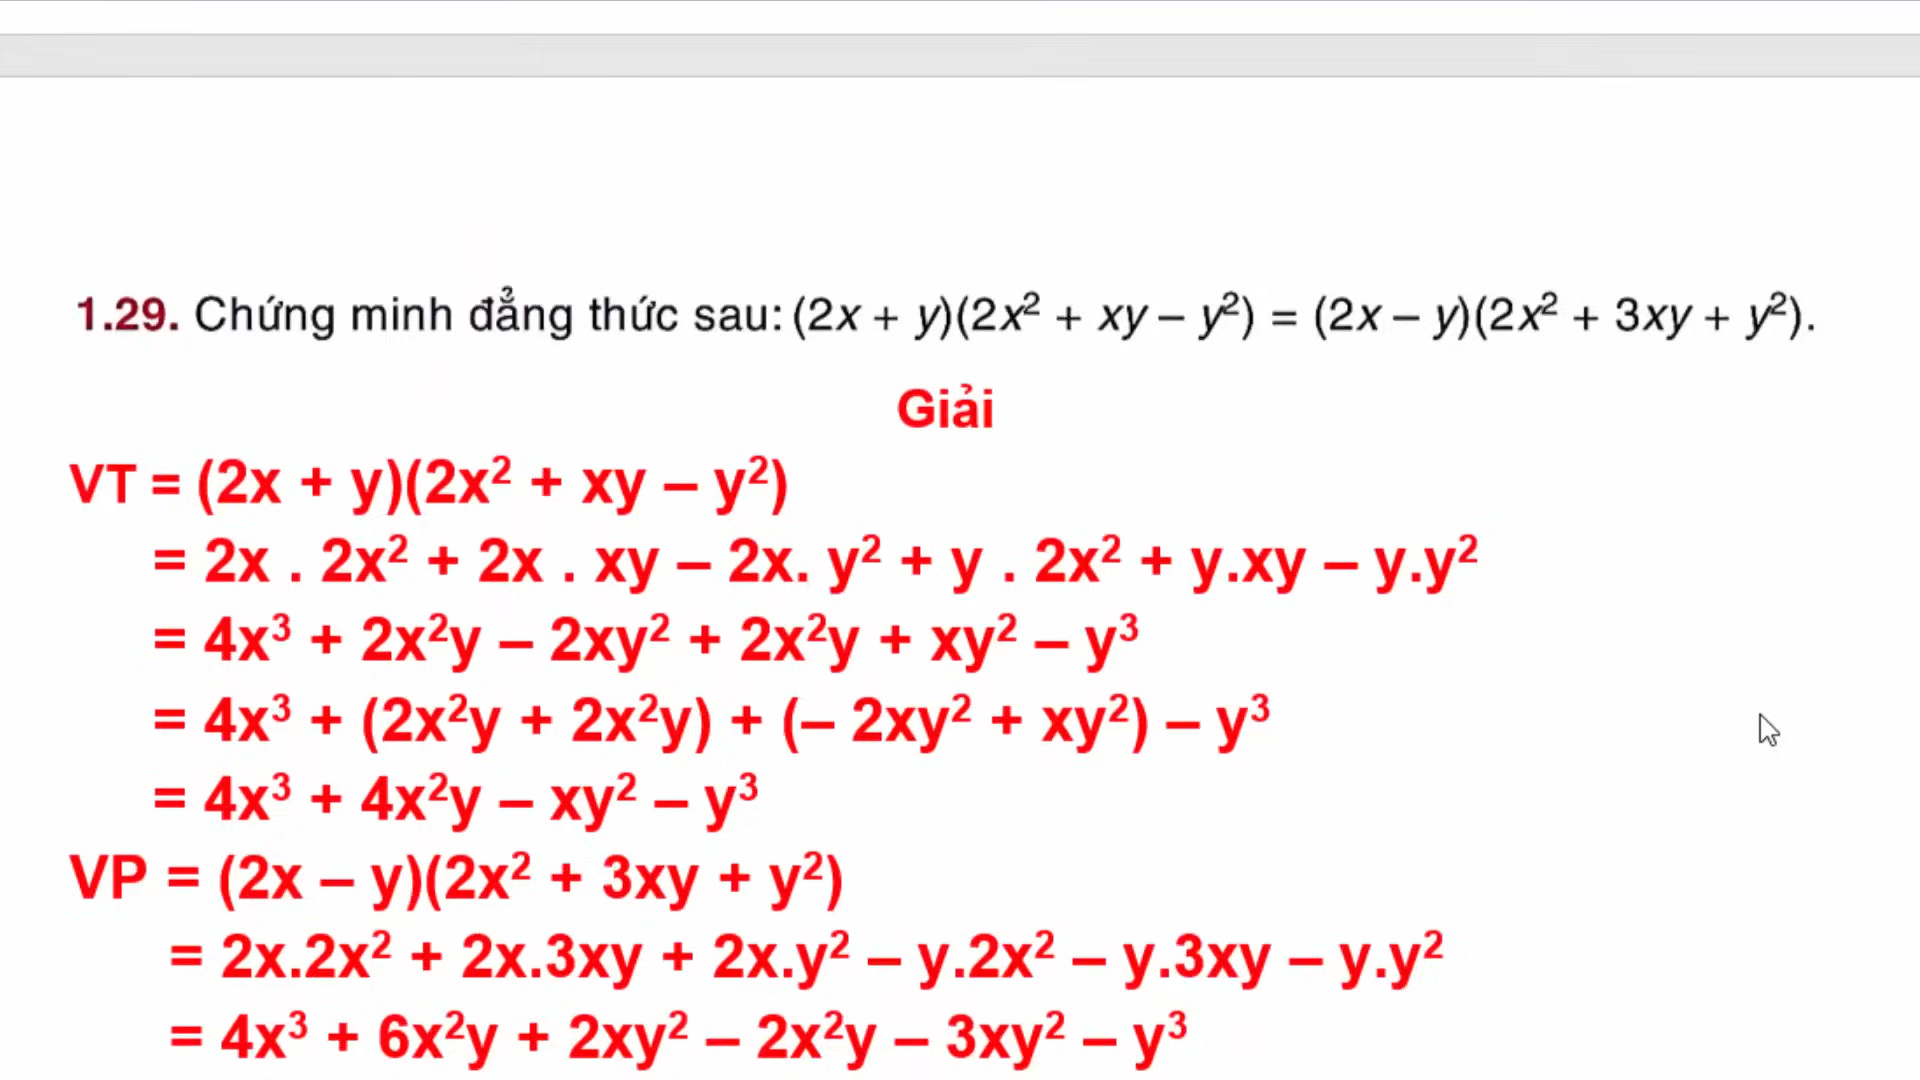 1.29. Chứng minh đẳng thức sau: (2x + y)(2x² + xy – y²) = (2x – y)(2x² + 3xy + y²).
Giải
VT = (2x + y)(2x² + xy – y²)
= 2x . 2x² + 2x . xy – 2x. y² + y . 2x² + y.xy – y.y²
= 4x³ + 2x²y – 2xy² + 2x²y + xy² – y³
= 4x³ + (2x²y + 2x²y) + (– 2xy² + xy²) – y³
= 4x³ + 4x²y – xy² – y³
VP = (2x – y)(2x² + 3xy + y²)
= 2x.2x² + 2x.3xy + 2x.y² – y.2x² – y.3xy – y.y²
= 4x³ + 6x²y + 2xy² – 2x²y – 3xy² – y³